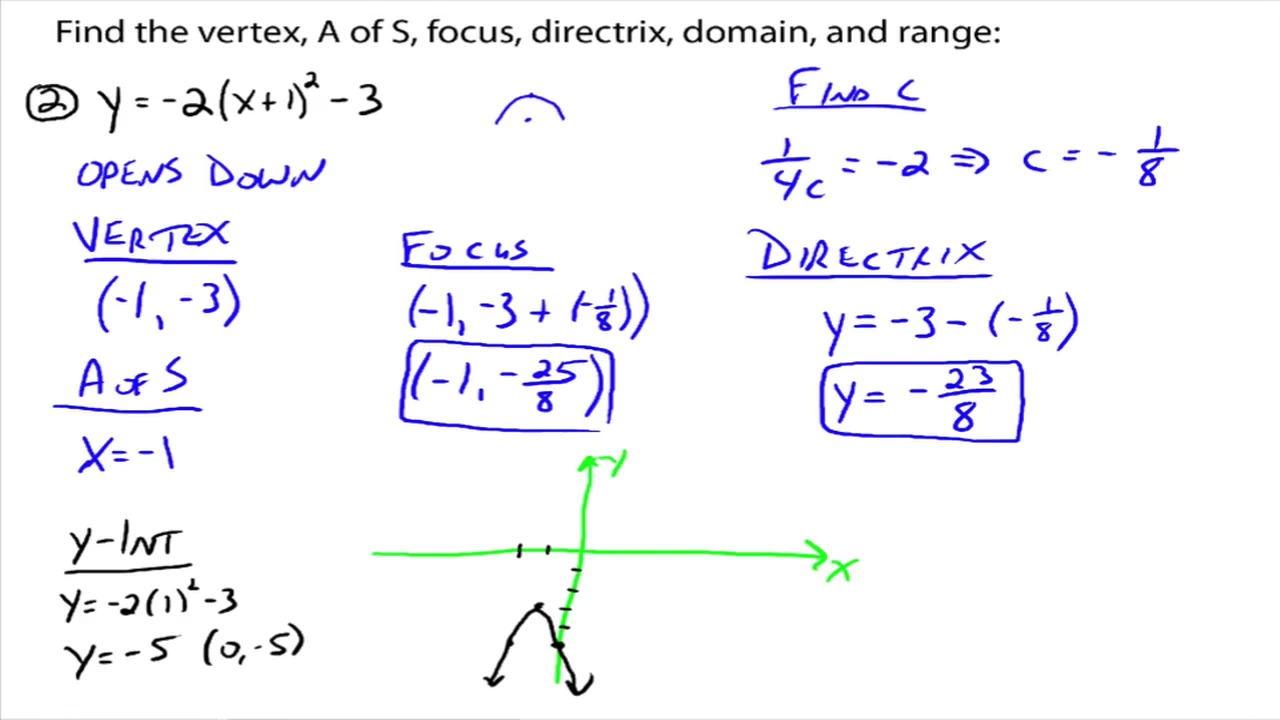 Find the vertex, A of S, focus, directrix, domain, and range:
② y = -2(x+1)² - 3
OPENS DOWN
VERTEX
(-1, -3)
A OF S
X = -1
y-INT
y = -2(1)² - 3
y = -5 (0, -5)
FOCUS
(-1, -3 + (-1/8))
(-1, -25/8)
FIND C
1/4c = -2 ⇒ c = - 1/8
DIRECTRIX
y = -3 - (-1/8)
y = - 23/8
y
x